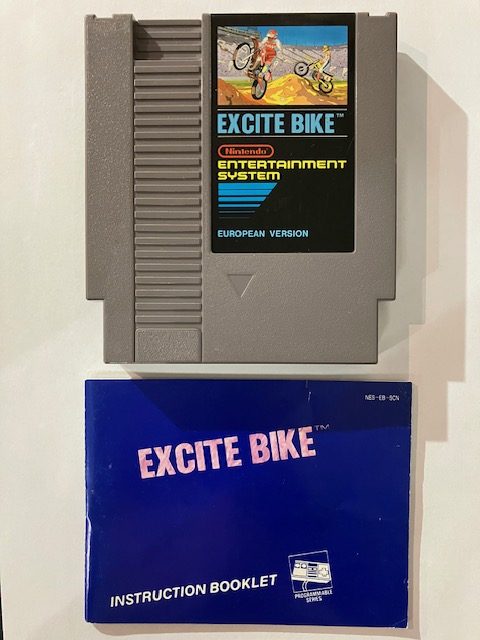 EXCITE BIKE™
Nintendo®
ENTERTAINMENT
SYSTEM
EUROPEAN VERSION
NES-EB-SCN
EXCITE BIKE™
INSTRUCTION BOOKLET
PROGRAMMABLE
SERIES